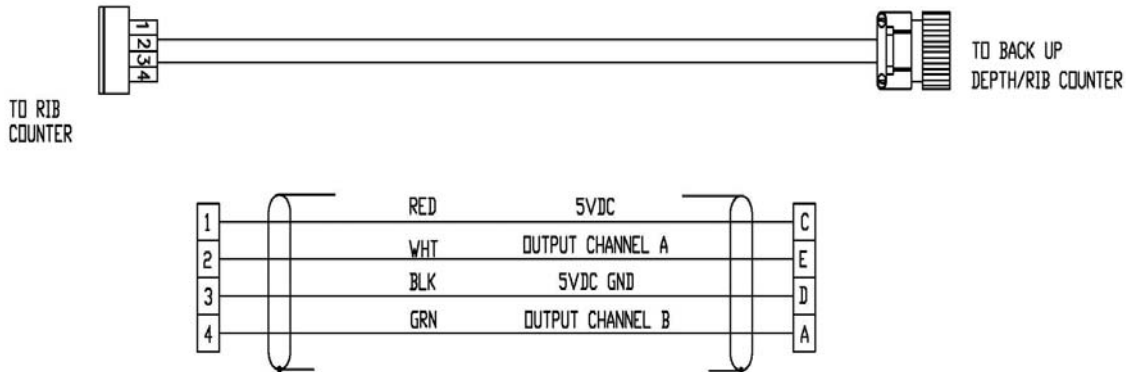 1
2
3
4
TO RIB
COUNTER
TO BACK UP
DEPTH/RIB COUNTER
1 RED 5VDC C
2 WHT OUTPUT CHANNEL A E
3 BLK 5VDC GND D
4 GRN OUTPUT CHANNEL B A